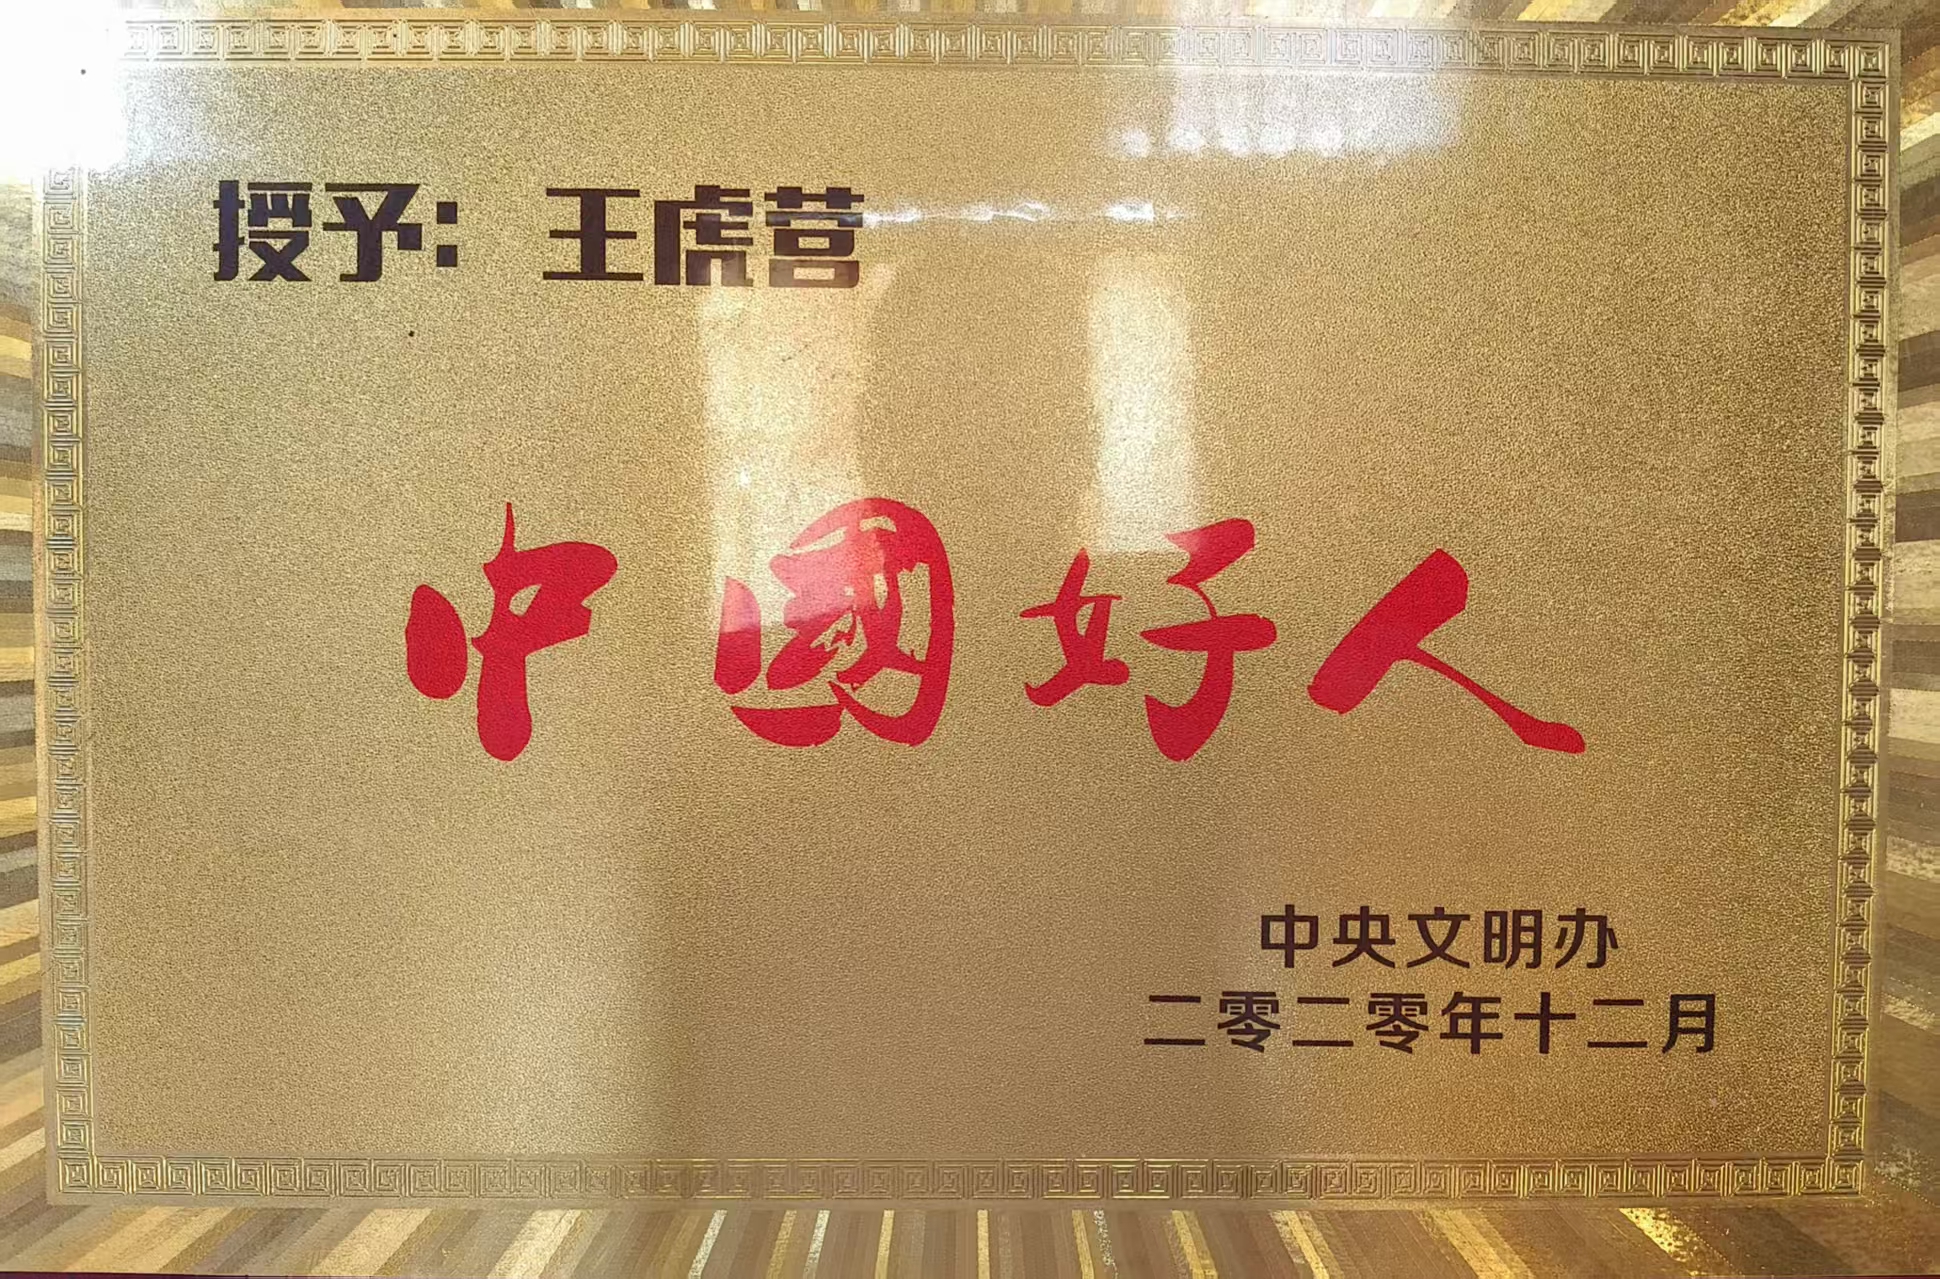 授予：王虎营
中國好人
中央文明办
二零二零年十二月